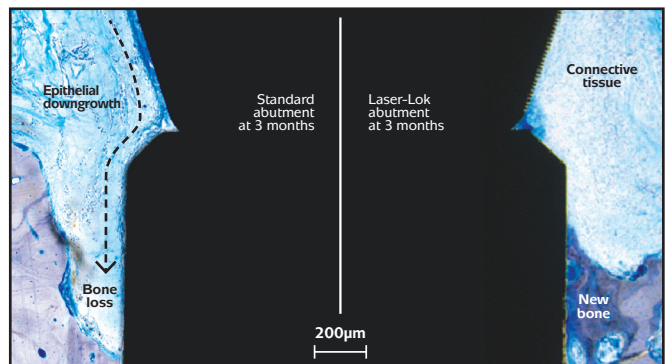 Epithelial
downgrowth
Bone
loss
Standard
abutment
at 3 months
Laser-Lok
abutment
at 3 months
200µm
Connective
tissue
New
bone